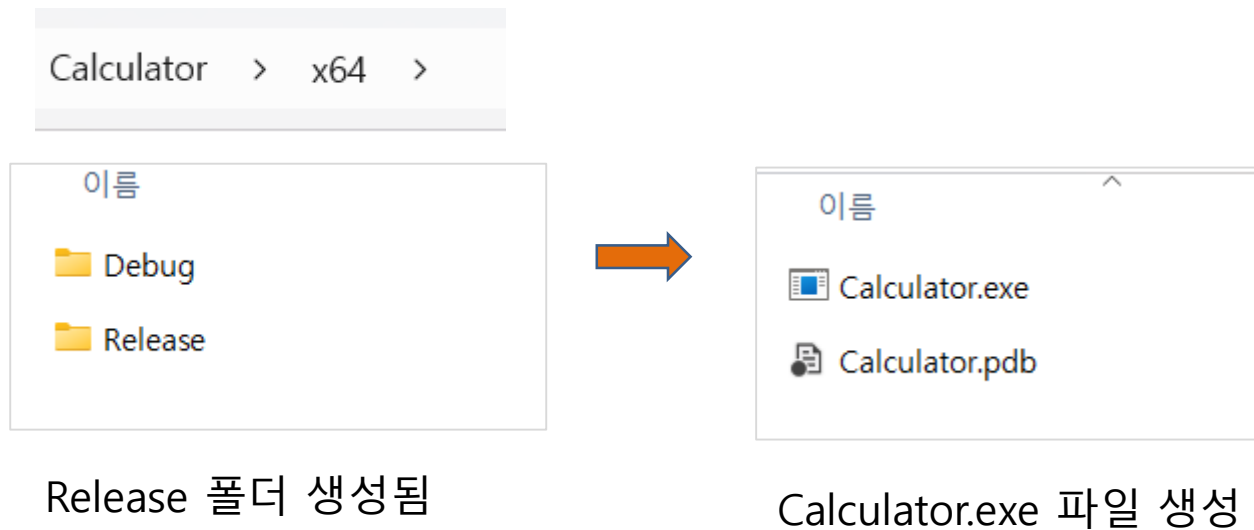 Calculator > x64 >
이름
Debug
Release
Release 폴더 생성됨
이름
Calculator.exe
Calculator.pdb
Calculator.exe 파일 생성